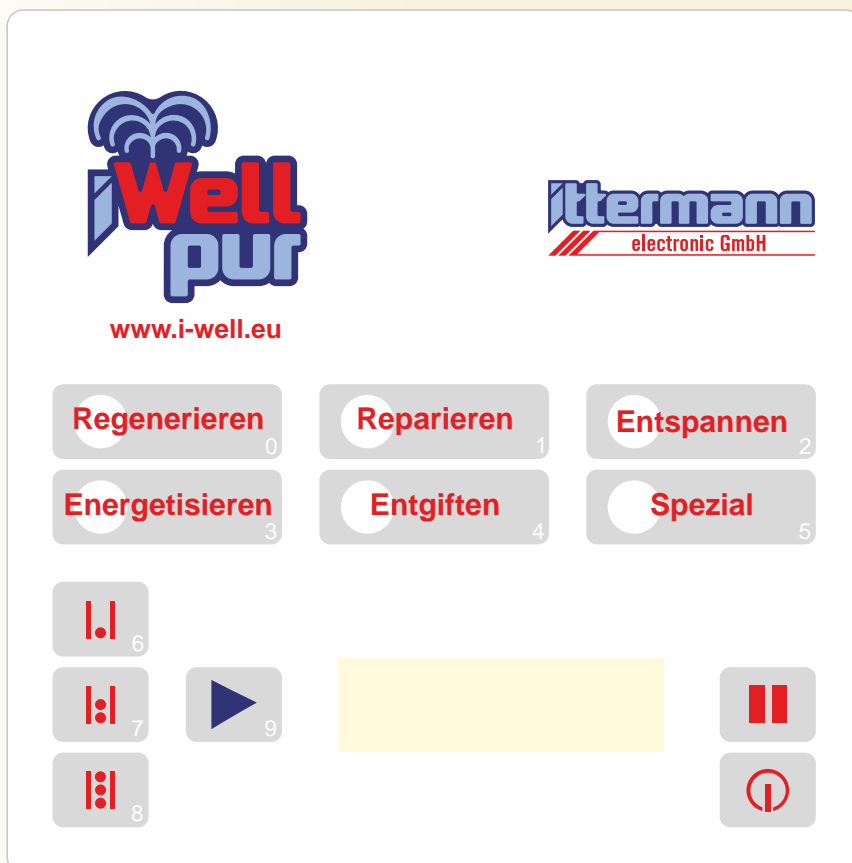 iWell
pur
www.i-well.eu
ittermann
electronic GmbH
Regenerieren 0
Reparieren 1
Entspannen 2
Energetisieren 3
Entgiften 4
Spezial 5
6
7
9
8